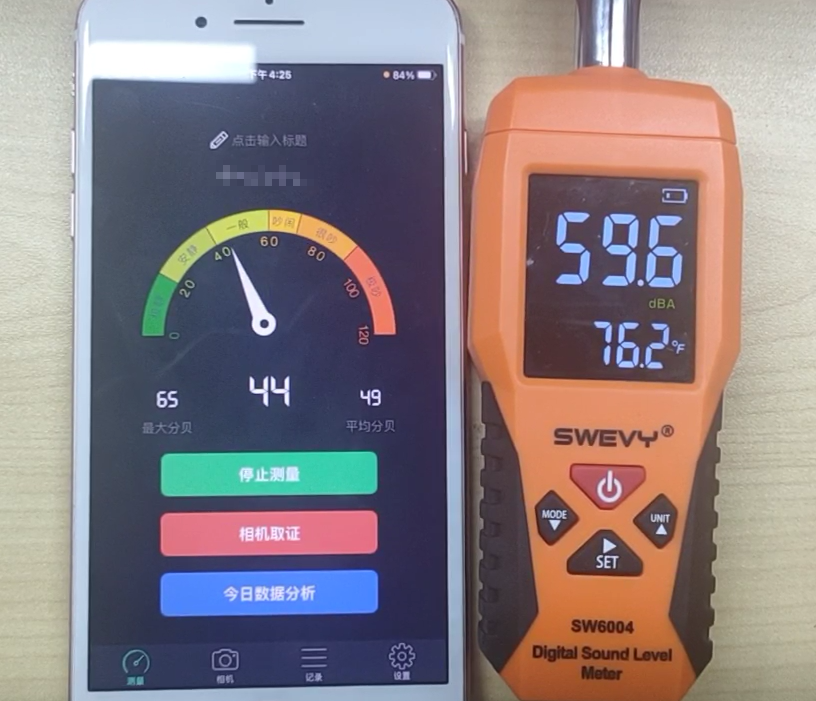 午4:25
84%
点击输入标题
安静
一般
吵闹
很吵
0
20
40
60
80
100
120
65
44
49
最大分贝
平均分贝
停止测量
相机取证
今日数据分析
测量
相机
记录
设置
59.6
dBA
76.2°F
SWEVY®
MODE
UNIT
SET
SW6004
Digital Sound Level
Meter